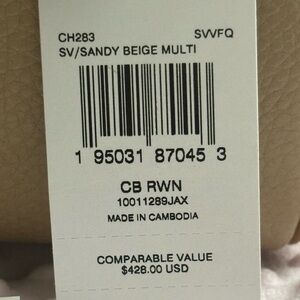 CH283 SVVFQ
SV/SANDY BEIGE MULTI
1 95031 87045 3
CB RWN
10011289JAX
MADE IN CAMBODIA
COMPARABLE VALUE
$428.00 USD